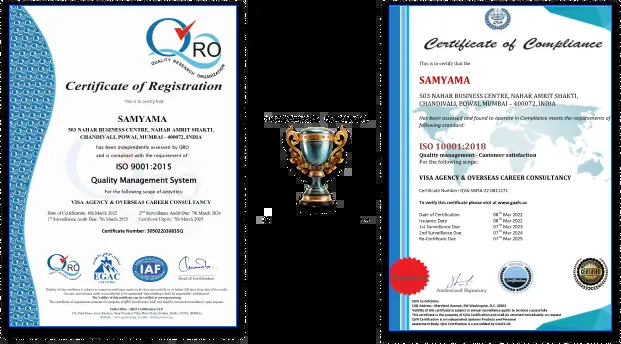 QRO
QUALITY RESEARCH ORGANIZATION
Certificate of Registration
This is to certify that
SAMYAMA
503 NAHAR BUSINESS CENTRE, NAHAR AMRIT SHAKTI,
CHANDIVALI, POWAI, MUMBAI - 400072, INDIA
has been independently assessed by QRO
and is compliant with the requirement of
ISO 9001:2015
Quality Management System
For the following scope of activities:
VISA AGENCY & OVERSEAS CAREER CONSULTANCY
Date of Certification: 8th March 2022
2nd Surveillance Audit Due: 7th March 2024
1st Surveillance Audit Due: 7th March 2023
Certificate Expiry: 7th March 2025
Certificate Number: 305022030835Q
QRO
EGAC
IAF
Head of Certification
Certificate of Compliance
This is to certify that the
SAMYAMA
503 NAHAR BUSINESS CENTRE, NAHAR AMRIT SHAKTI,
CHANDIVALI, POWAI, MUMBAI – 400072, INDIA
Has been assessed and found to operate in Compliance meets the requirements of
following standard:
ISO 10001:2018
Quality management - Customer satisfaction
For the following scope:
VISA AGENCY & OVERSEAS CAREER CONSULTANCY
To verify this certificate please visit at www.gaafs.us
Date of Certification 08th Mar 2022
Issuance Date 08th Mar 2022
1st Surveillance Due 07th Mar 2023
2nd Surveillance Due 07th Mar 2024
Re-Certificate Due 07th Mar 2025
Authorized Signatory
CERTIFIED